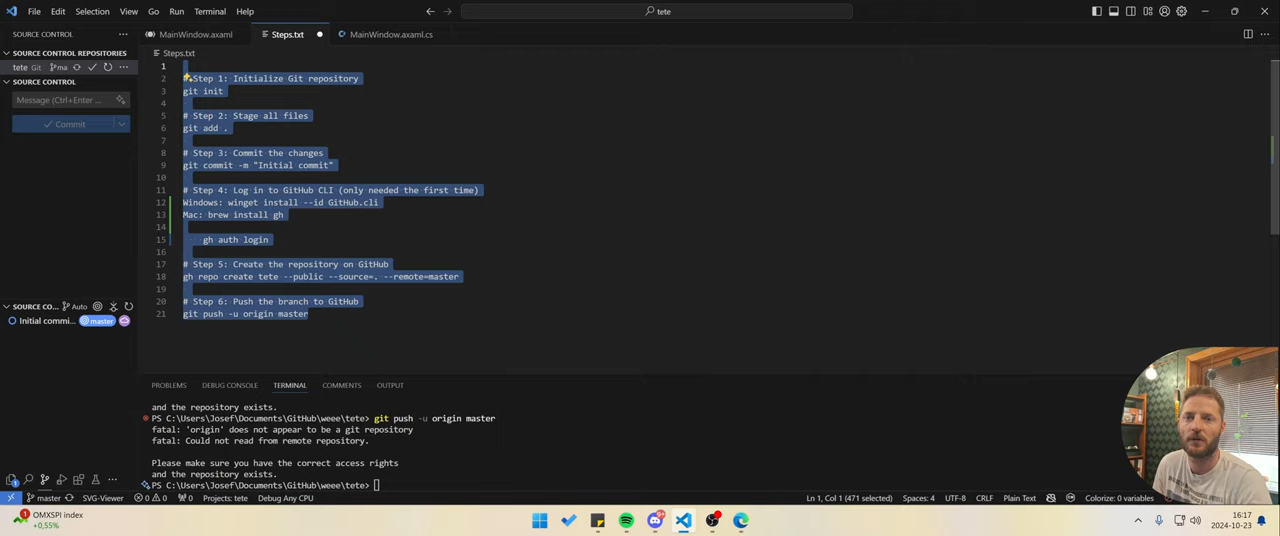 File Edit Selection View Go Run Terminal Help
tete
SOURCE CONTROL
MainWindow.axaml
Steps.txt
MainWindow.axaml.cs
SOURCE CONTROL REPOSITORIES
Steps.txt
tete Git
ma
SOURCE CONTROL
Message (Ctrl+Enter ...
Commit
1
2 # Step 1: Initialize Git repository
3 git init
4
5 # Step 2: Stage all files
6 git add .
7
8 # Step 3: Commit the changes
9 git commit -m "Initial commit"
10
11 # Step 4: Log in to GitHub CLI (only needed the first time)
12 Windows: winget install --id GitHub.cli
13 Mac: brew install gh
14
15 gh auth login
16
17 # Step 5: Create the repository on GitHub
18 gh repo create tete --public --source=. --remote=master
19
20 # Step 6: Push the branch to GitHub
21 git push -u origin master
SOURCE CO... Auto
Initial commi... master
PROBLEMS DEBUG CONSOLE TERMINAL COMMENTS OUTPUT
and the repository exists.
PS C:\Users\Josef\Documents\GitHub\weee\tete> git push -u origin master
fatal: 'origin' does not appear to be a git repository
fatal: Could not read from remote repository.
Please make sure you have the correct access rights
and the repository exists.
PS C:\Users\Josef\Documents\GitHub\weee\tete>
master SVG-Viewer 0 0 0 Projects: tete Debug Any CPU
Ln 1, Col 1 (471 selected) Spaces: 4 UTF-8 CRLF Plain Text Colorize: 0 variables
1
OMXSPI index
+0,55%
9+
16:17
2024-10-23